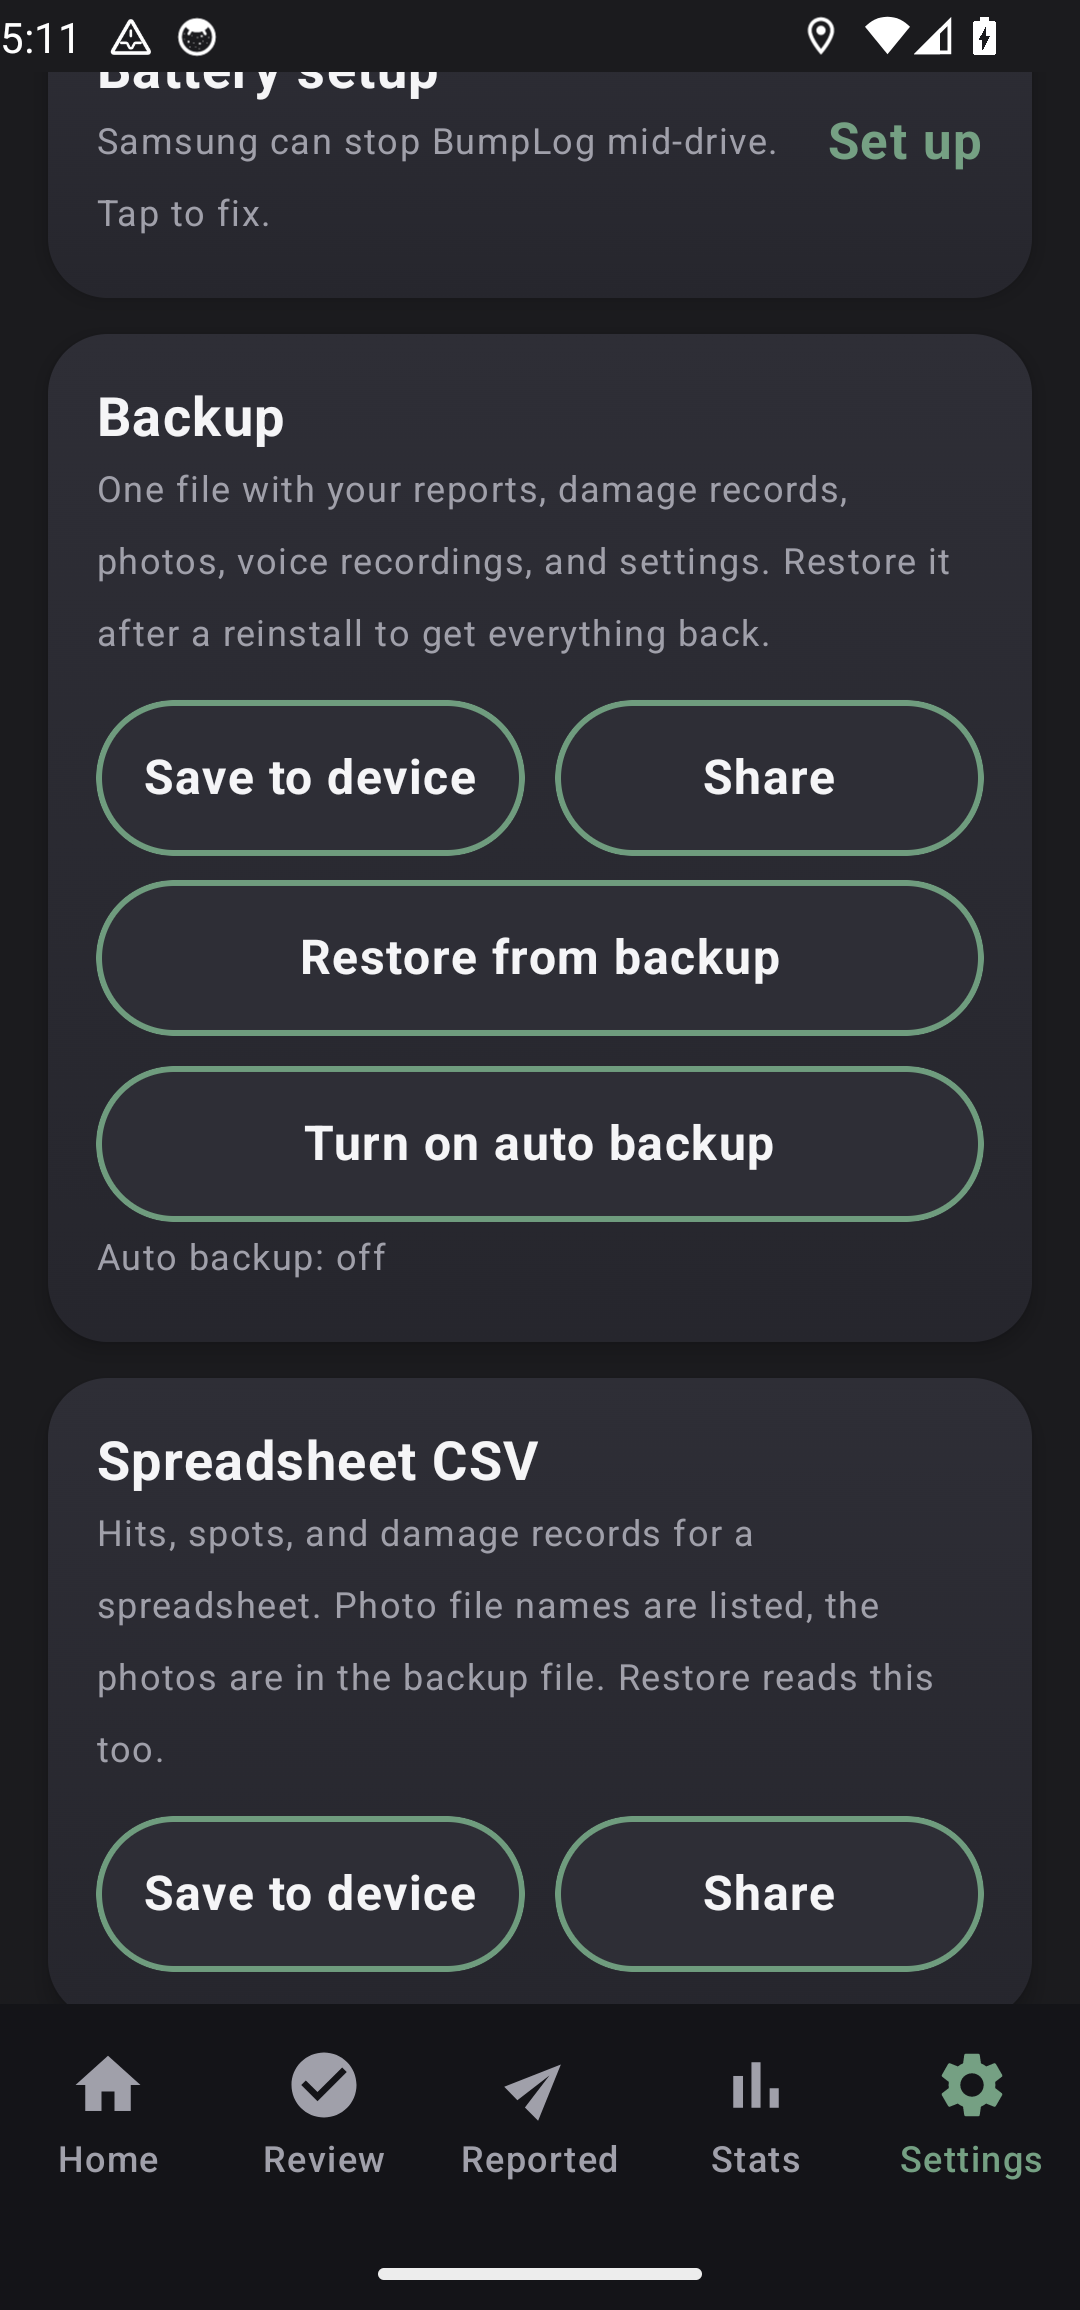 5:11
Battery setup
Samsung can stop BumpLog mid-drive.
Tap to fix.
Set up
Backup
One file with your reports, damage records,
photos, voice recordings, and settings. Restore it
after a reinstall to get everything back.
Save to device
Share
Restore from backup
Turn on auto backup
Auto backup: off
Spreadsheet CSV
Hits, spots, and damage records for a
spreadsheet. Photo file names are listed, the
photos are in the backup file. Restore reads this
too.
Save to device
Share
Home
Review
Reported
Stats
Settings